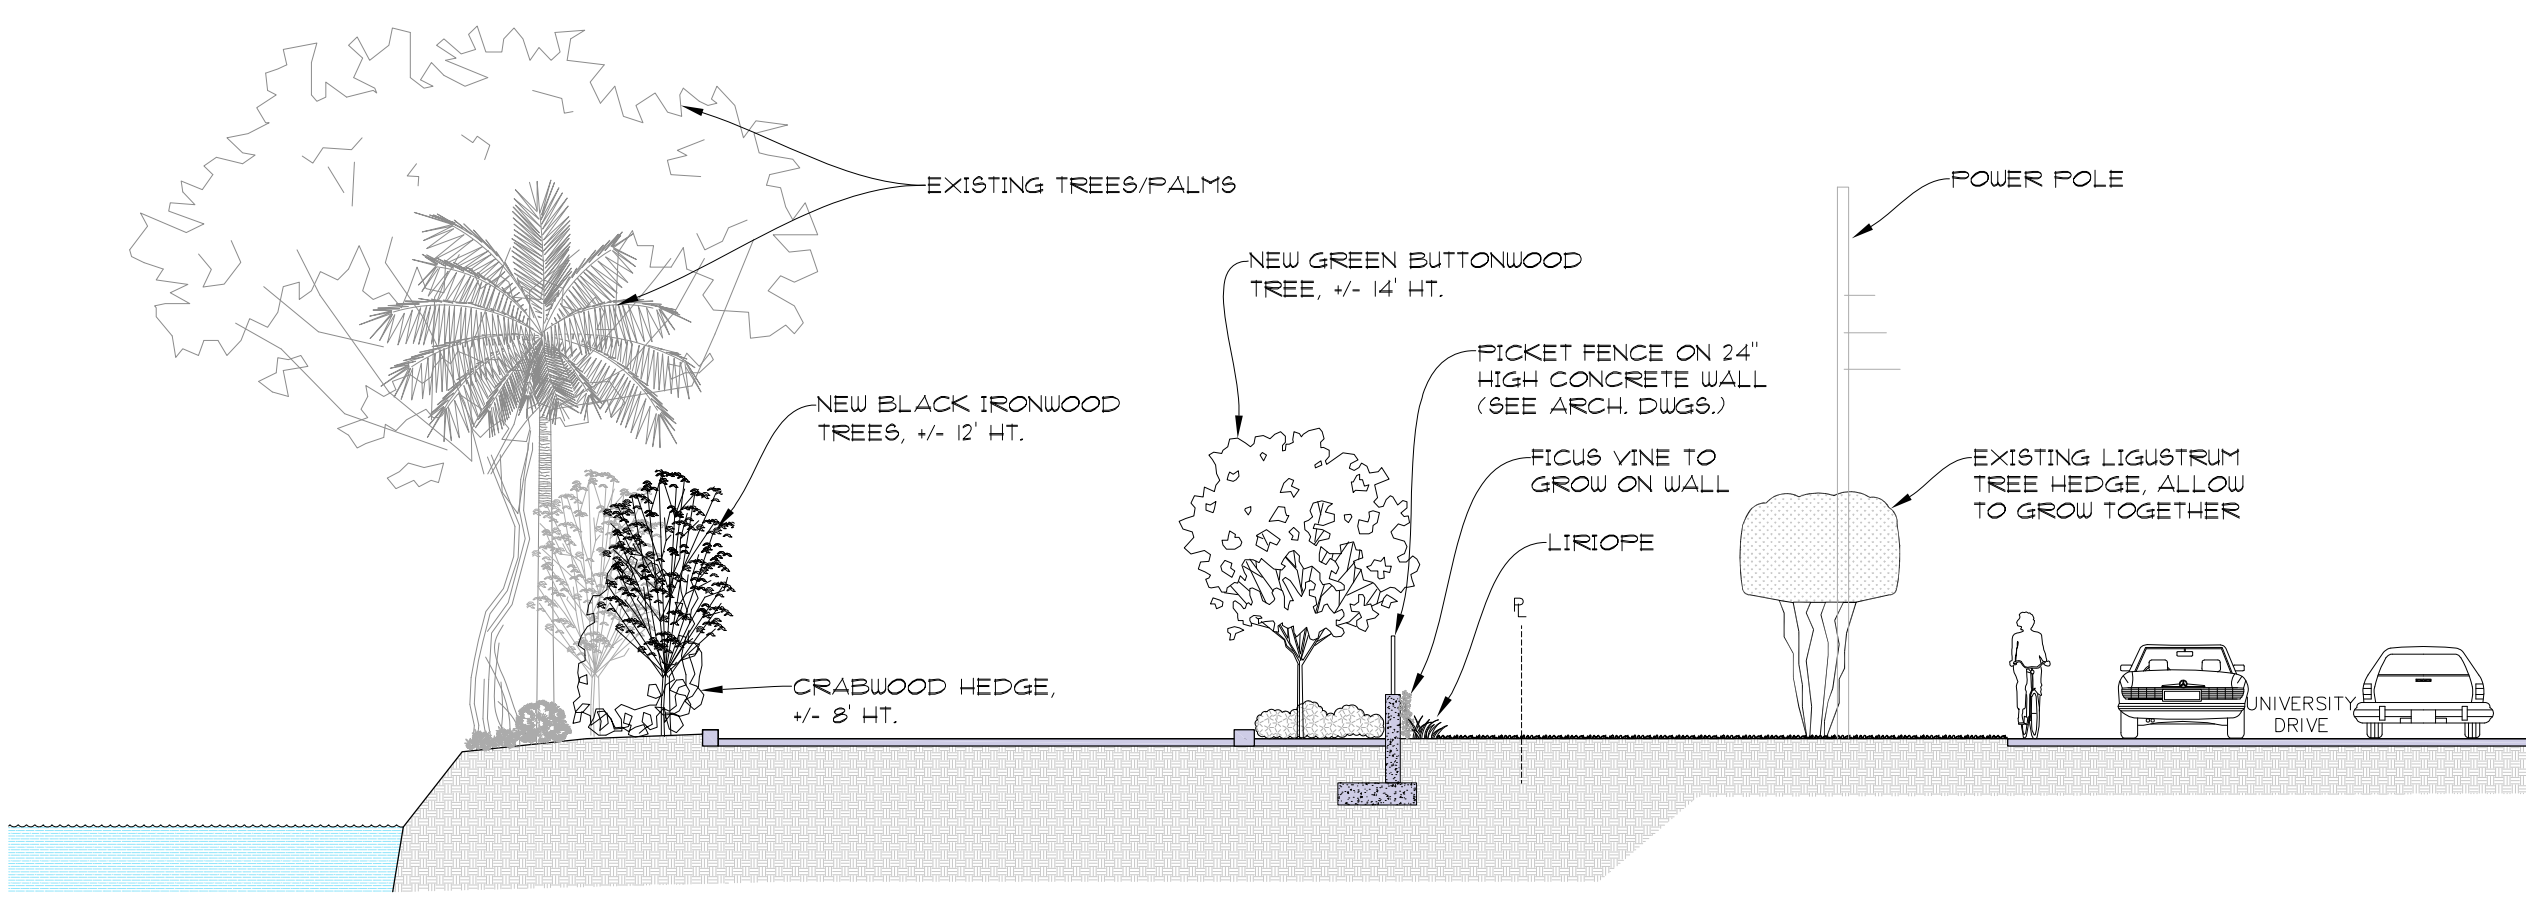 EXISTING TREES/PALMS
POWER POLE
NEW GREEN BUTTONWOOD
TREE, +/- 14' HT.
PICKET FENCE ON 24"
HIGH CONCRETE WALL
(SEE ARCH. DWGS.)
NEW BLACK IRONWOOD
TREES, +/- 12' HT.
FICUS VINE TO
GROW ON WALL
EXISTING LIGUSTRUM
TREE HEDGE, ALLOW
TO GROW TOGETHER
LIRIOPE
PL
CRABWOOD HEDGE,
+/- 8' HT.
UNIVERSITY
DRIVE